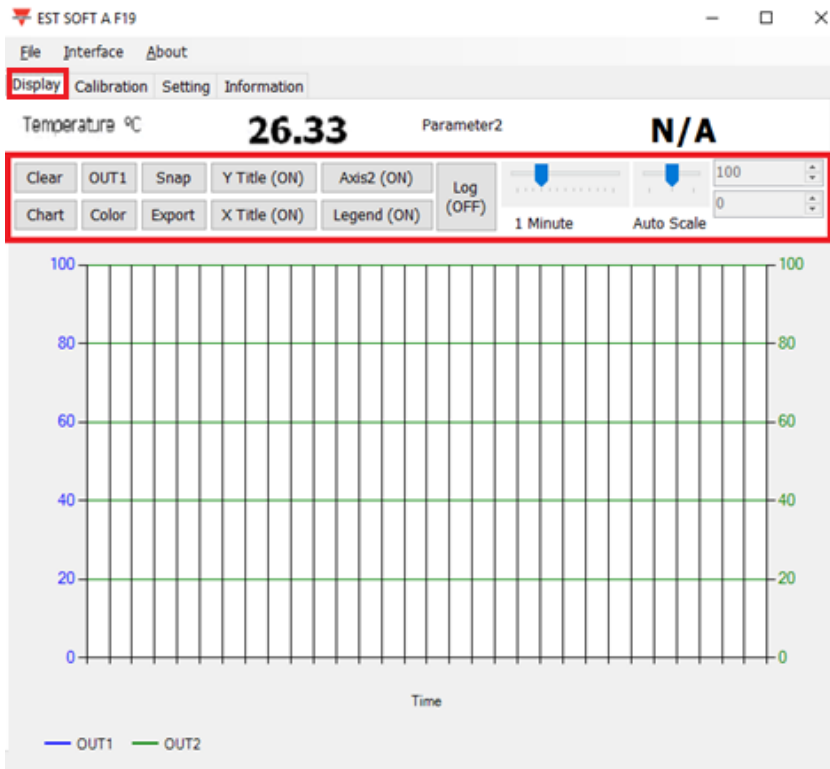 EST SOFT A F19
File Interface About
Display Calibration Setting Information
Temperature ºC 26.33 Parameter2 N/A
Clear OUT1 Snap Y Title (ON) Axis2 (ON) Log (OFF) 100
Chart Color Export X Title (ON) Legend (ON) 1 Minute Auto Scale 0
100 100
80 80
60 60
40 40
20 20
0 0
Time
OUT1 OUT2